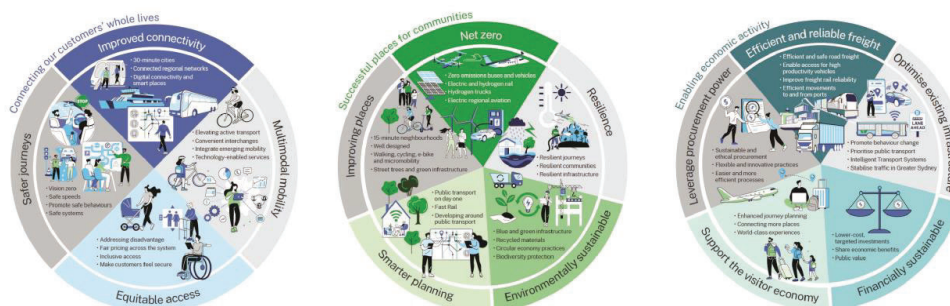 Connecting our customers' whole lives
Improved connectivity
• 30-minute cities
• Connected regional networks
• Digital connectivity and
smart places
Multimodal mobility
• Elevating active transport
• Convenient interchanges
• Integrate emerging mobility
• Technology-enabled services
Equitable access
• Addressing disadvantage
• Fair pricing across the system
• Inclusive access
• Make customers feel secure
Safer journeys
• Vision zero
• Safe speeds
• Promote safe behaviours
• Safe systems
Successful places for communities
Net zero
• Zero emissions buses and vehicles
• Electric and hydrogen rail
• Hydrogen trucks
• Electric regional aviation
Resilience
• Resilient journeys
• Resilient communities
• Resilient infrastructure
Environmentally sustainable
• Blue and green infrastructure
• Recycled materials
• Circular economy practices
• Biodiversity protection
Smarter planning
• Public transport
on day one
• Fast Rail
• Developing around
public transport
Improving places
• 15-minute neighbourhoods
• Well designed
• Walking, cycling, e-bike
and micromobility
• Street trees and green infrastructure
Enabling economic activity
Efficient and reliable freight
• Efficient and safe road freight
• Enable access for high
productivity vehicles
• Improve freight rail reliability
• Efficient movements
to and from ports
Optimise existing infrastructure
LANE
AHEAD
• Promote behaviour change
• Prioritise public transport
• Intelligent Transport Systems
• Stabilise traffic in Greater Sydney
Financially sustainable
• Lower-cost,
targeted investments
• Share economic benefits
• Public value
Support the visitor economy
• Enhanced journey planning
• Connecting more places
• World-class experiences
Leverage procurement power
• Sustainable and
ethical procurement
• Flexible and innovative practices
• Easier and more
efficient processes